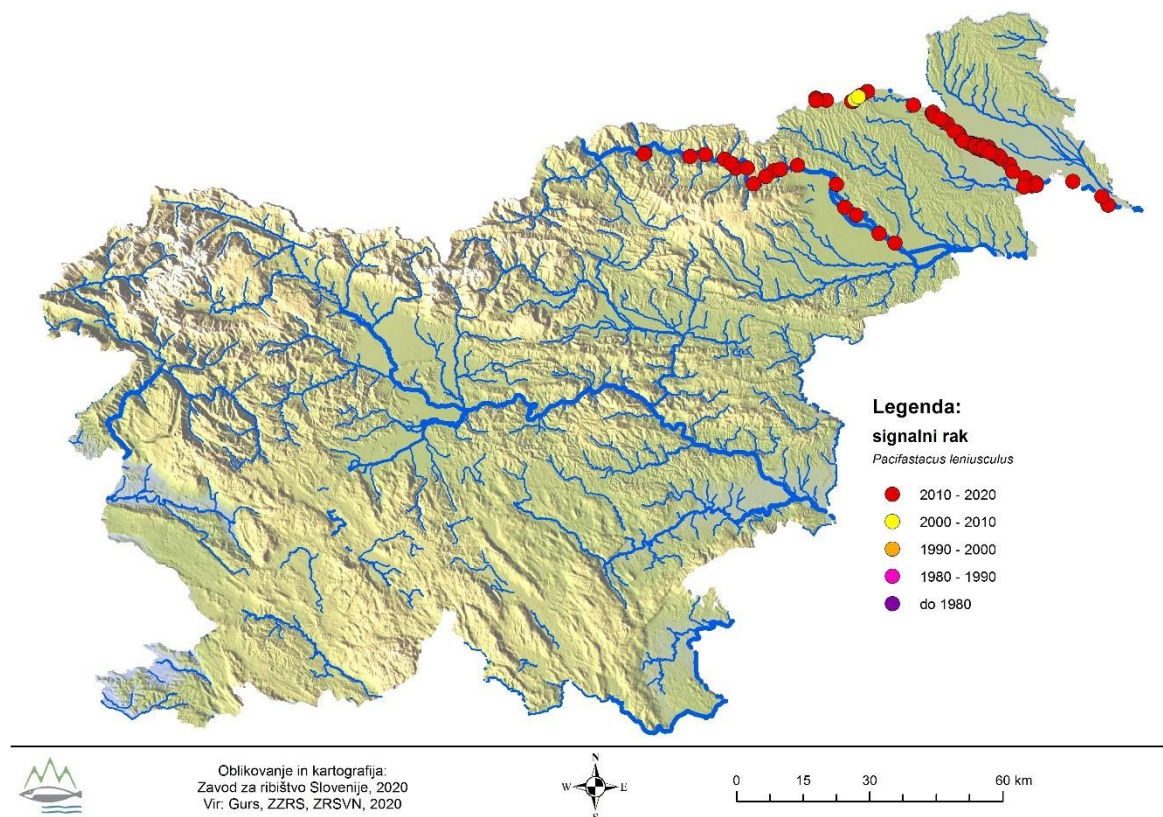 Legenda:
signalni rak
Pacifastacus leniusculus
2010 - 2020
2000 - 2010
1990 - 2000
1980 - 1990
do 1980
Oblikovanje in kartografija:
Zavod za ribištvo Slovenije, 2020
Vir: Gurs, ZZRS, ZRSVN, 2020
N
W E
S
0 15 30 60 km